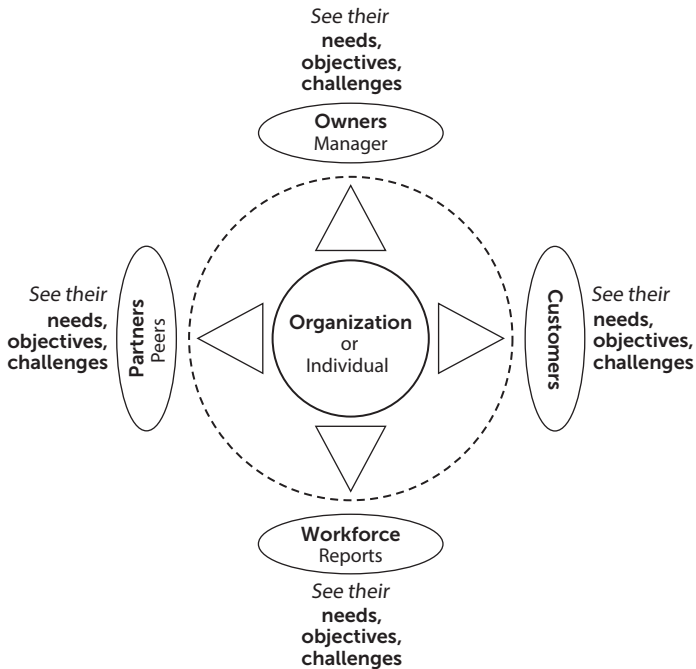 See their
needs,
objectives,
challenges
Owners
Manager
See their
needs,
objectives,
challenges
Partners
Peers
Organization
or
Individual
Customers
See their
needs,
objectives,
challenges
Workforce
Reports
See their
needs,
objectives,
challenges